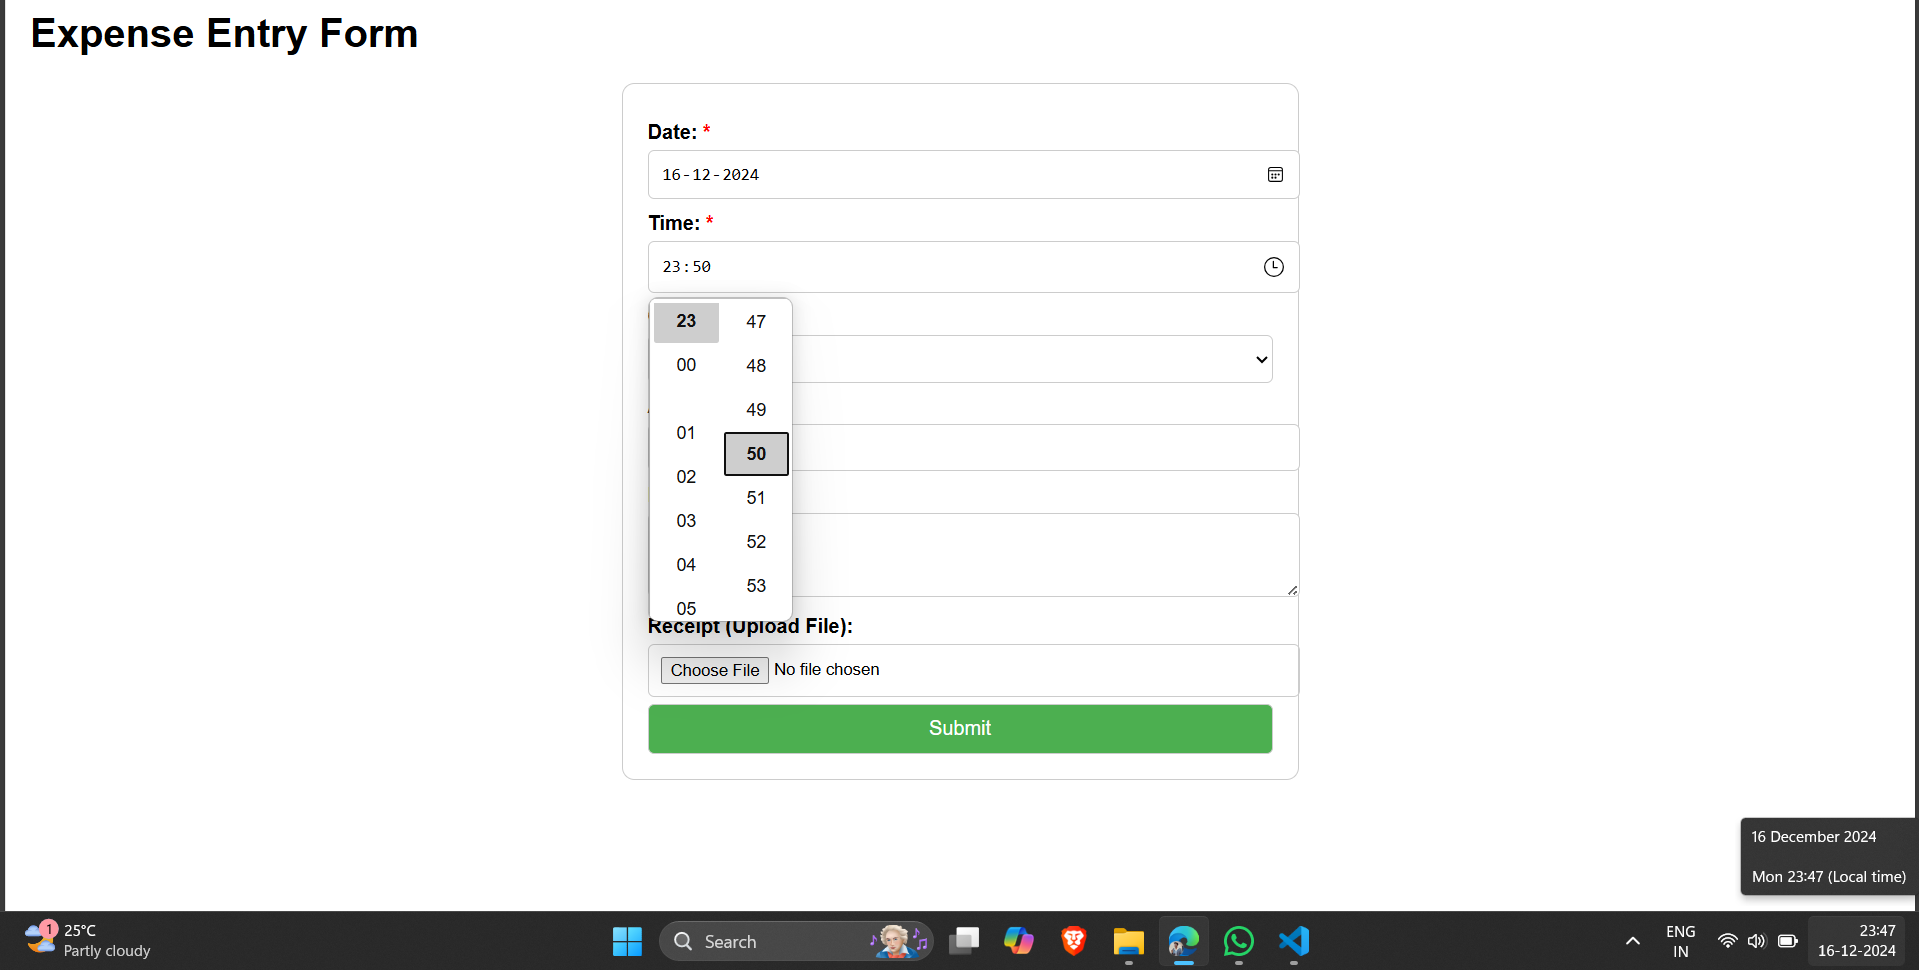 Expense Entry Form
Date: *
16-12-2024
Time: *
23:50
23 47
00 48
49
01
50
02
51
03
52
04
53
05
Receipt (Upload File):
Choose File No file chosen
Submit
16 December 2024
Mon 23:47 (Local time)
1
25°C
Partly cloudy
Search
ENG
IN
23:47
16-12-2024